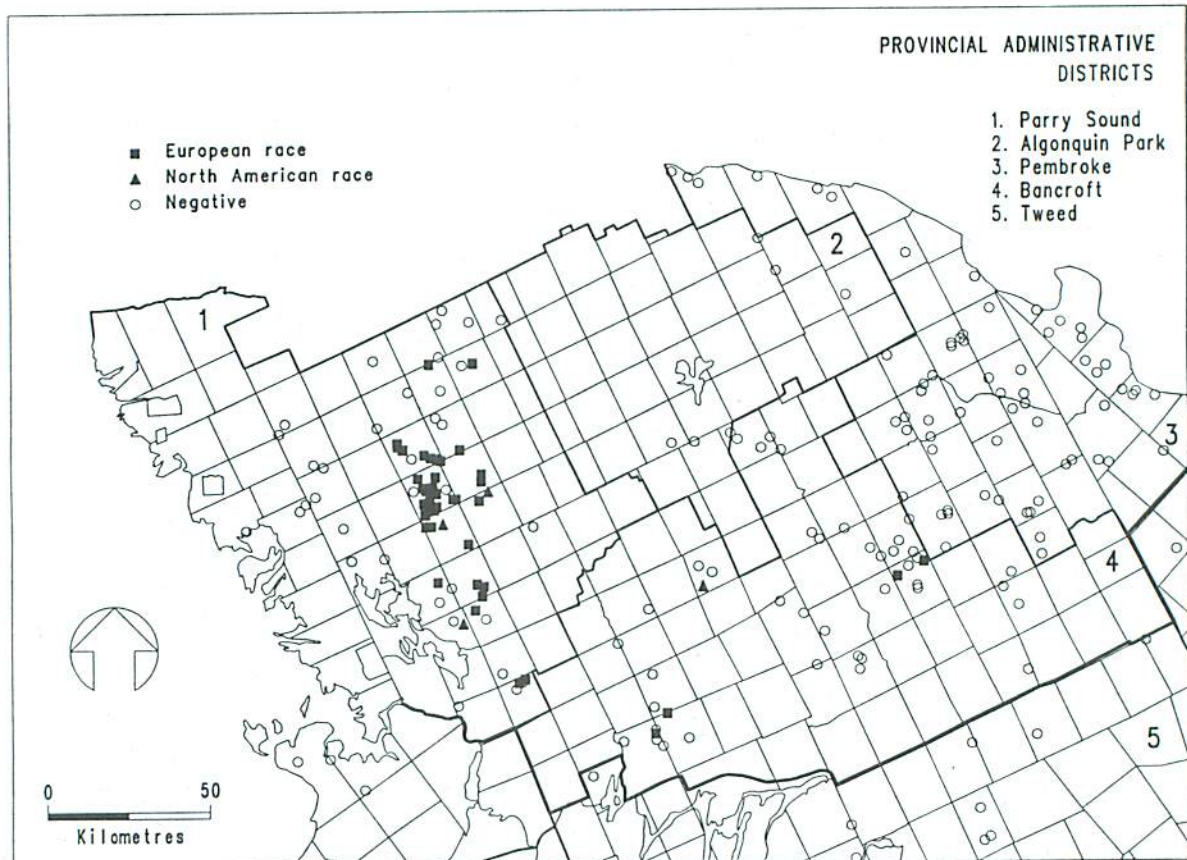 PROVINCIAL ADMINISTRATIVE
DISTRICTS
1. Parry Sound
2. Algonquin Park
3. Pembroke
4. Bancroft
5. Tweed
European race
North American race
Negative
1
2
3
4
5
0 50
Kilometres